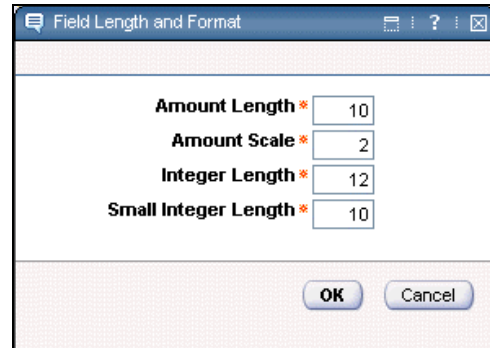 Field Length and Format ?
Amount Length * 10
Amount Scale * 2
Integer Length * 12
Small Integer Length * 10
OK Cancel